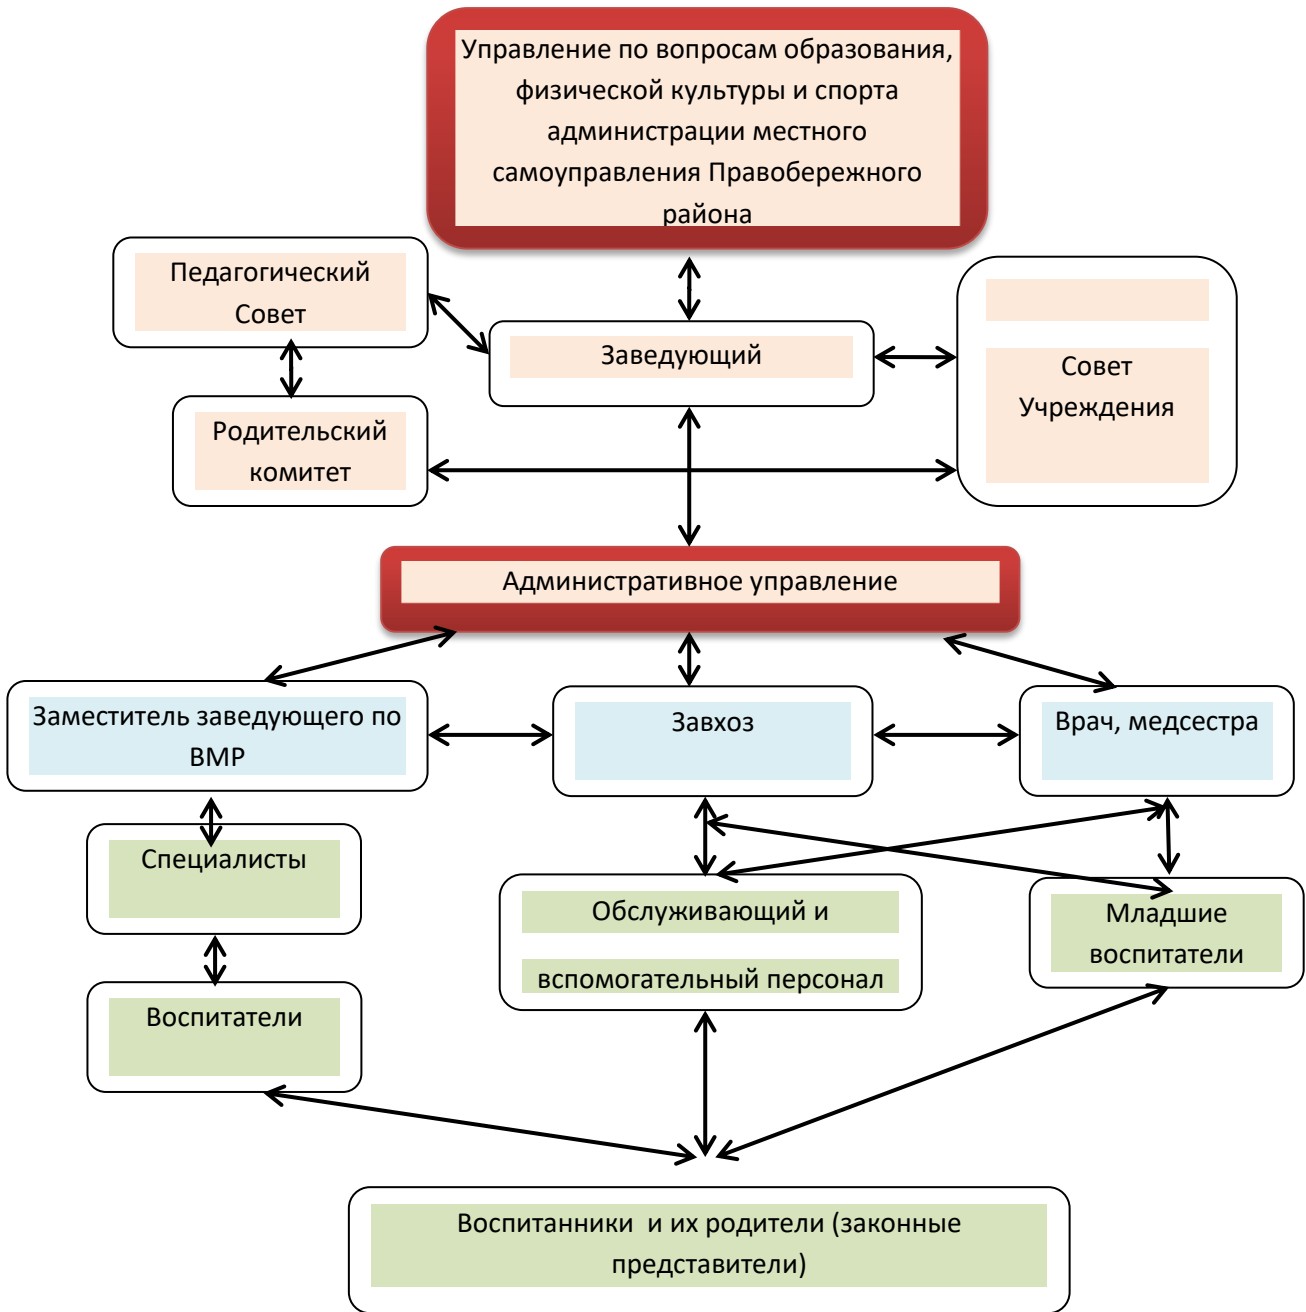 Управление по вопросам образования,
физической культуры и спорта
администрации местного
самоуправления Правобережного
района
Педагогический
Совет
Заведующий
Совет
Учреждения
Родительский
комитет
Административное управление
Заместитель заведующего по
ВМР
Завхоз
Врач, медсестра
Специалисты
Обслуживающий и
вспомогательный персонал
Младшие
воспитатели
Воспитатели
Воспитанники  и их родители (законные
представители)